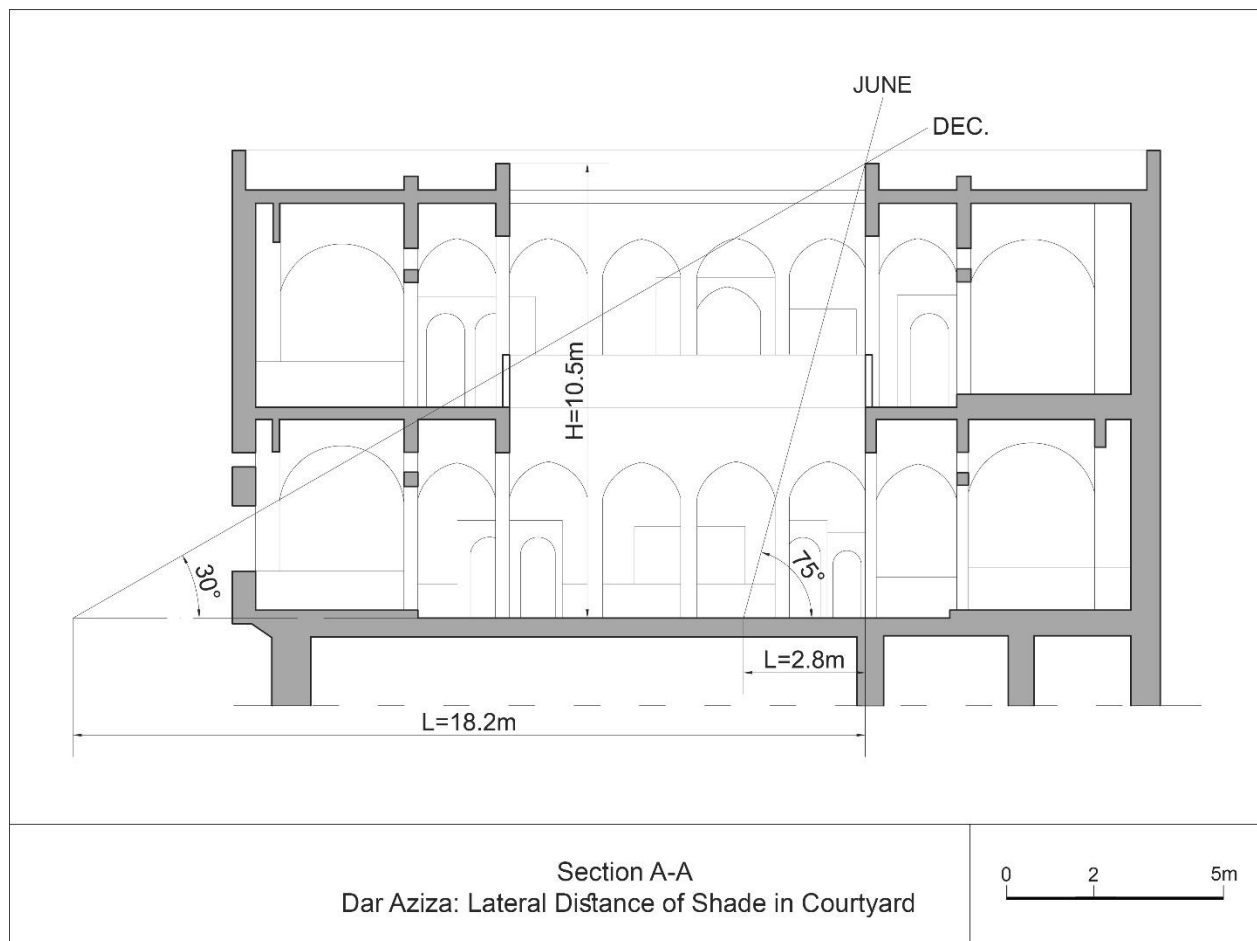 JUNE
DEC.
H=10.5m
30°
75°
L=2.8m
L=18.2m
Section A-A
Dar Aziza: Lateral Distance of Shade in Courtyard
0 2 5m